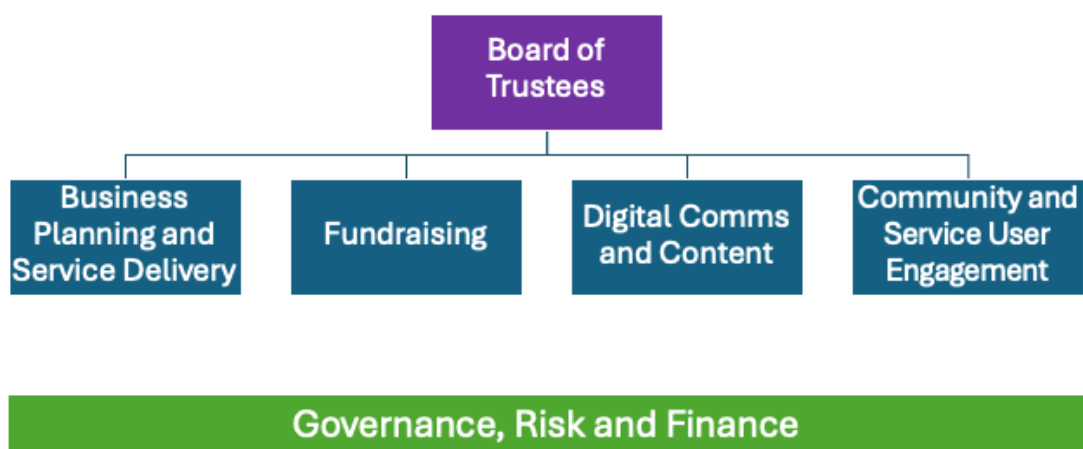 Board of
Trustees
Business
Planning and
Service Delivery
Fundraising
Digital Comms
and Content
Community and
Service User
Engagement
Governance, Risk and Finance